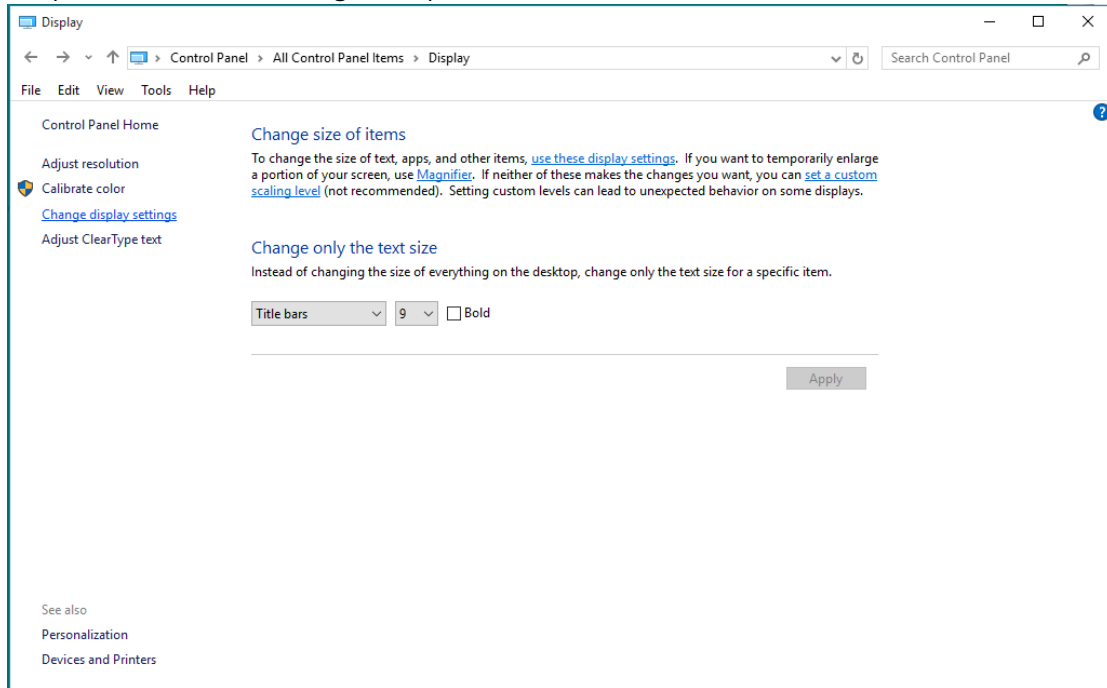 Display
Control Panel > All Control Panel Items > Display
Search Control Panel
File Edit View Tools Help
Control Panel Home
Adjust resolution
Calibrate color
Change display settings
Adjust ClearType text
Change size of items
To change the size of text, apps, and other items, use these display settings. If you want to temporarily enlarge
a portion of your screen, use Magnifier. If neither of these makes the changes you want, you can set a custom
scaling level (not recommended). Setting custom levels can lead to unexpected behavior on some displays.
Change only the text size
Instead of changing the size of everything on the desktop, change only the text size for a specific item.
Title bars 9 Bold
Apply
See also
Personalization
Devices and Printers